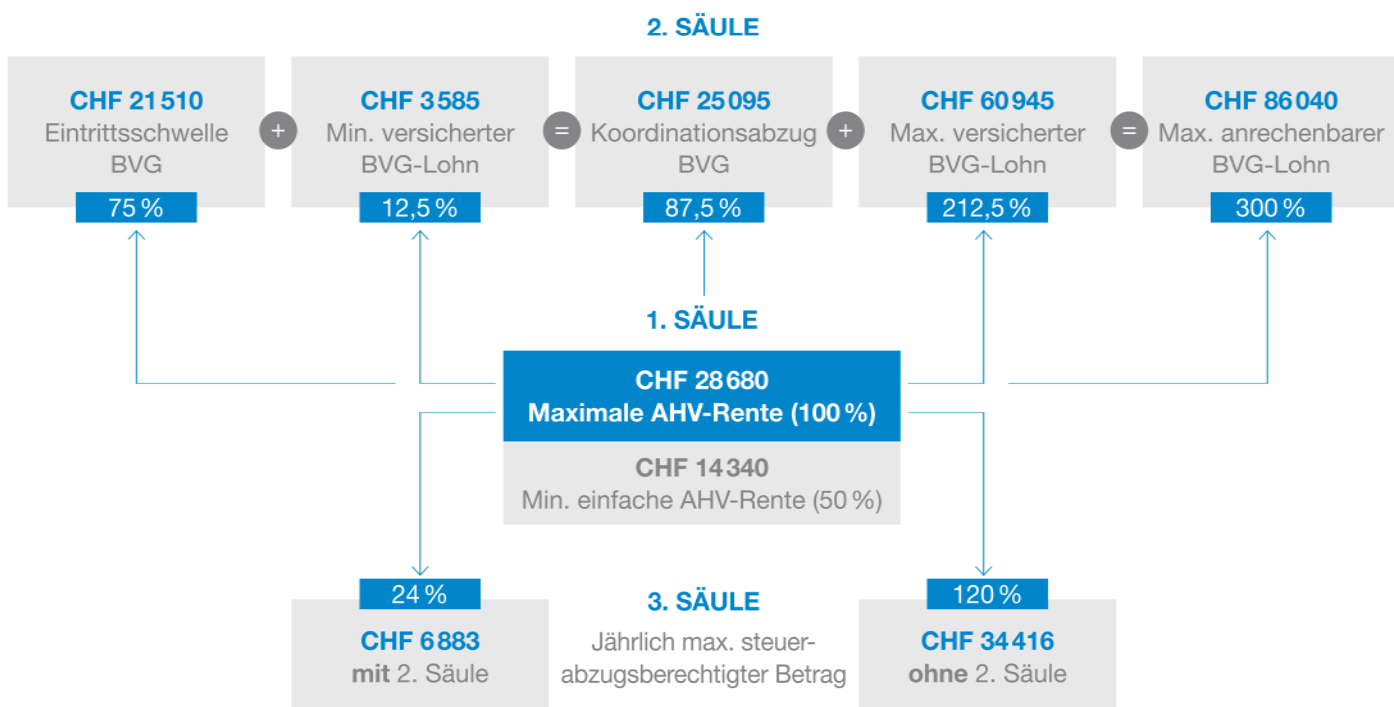 2. SÄULE
CHF 21 510
Eintrittsschwelle
BVG
75 %
+
CHF 3 585
Min. versicherter
BVG-Lohn
12,5 %
=
CHF 25 095
Koordinationsabzug
BVG
87,5 %
+
CHF 60 945
Max. versicherter
BVG-Lohn
212,5 %
=
CHF 86 040
Max. anrechenbarer
BVG-Lohn
300 %
1. SÄULE
CHF 28 680
Maximale AHV-Rente (100 %)
CHF 14 340
Min. einfache AHV-Rente (50 %)
24 %
CHF 6 883
mit 2. Säule
3. SÄULE
Jährlich max. steuer-
abzugsberechtigter Betrag
120 %
CHF 34 416
ohne 2. Säule